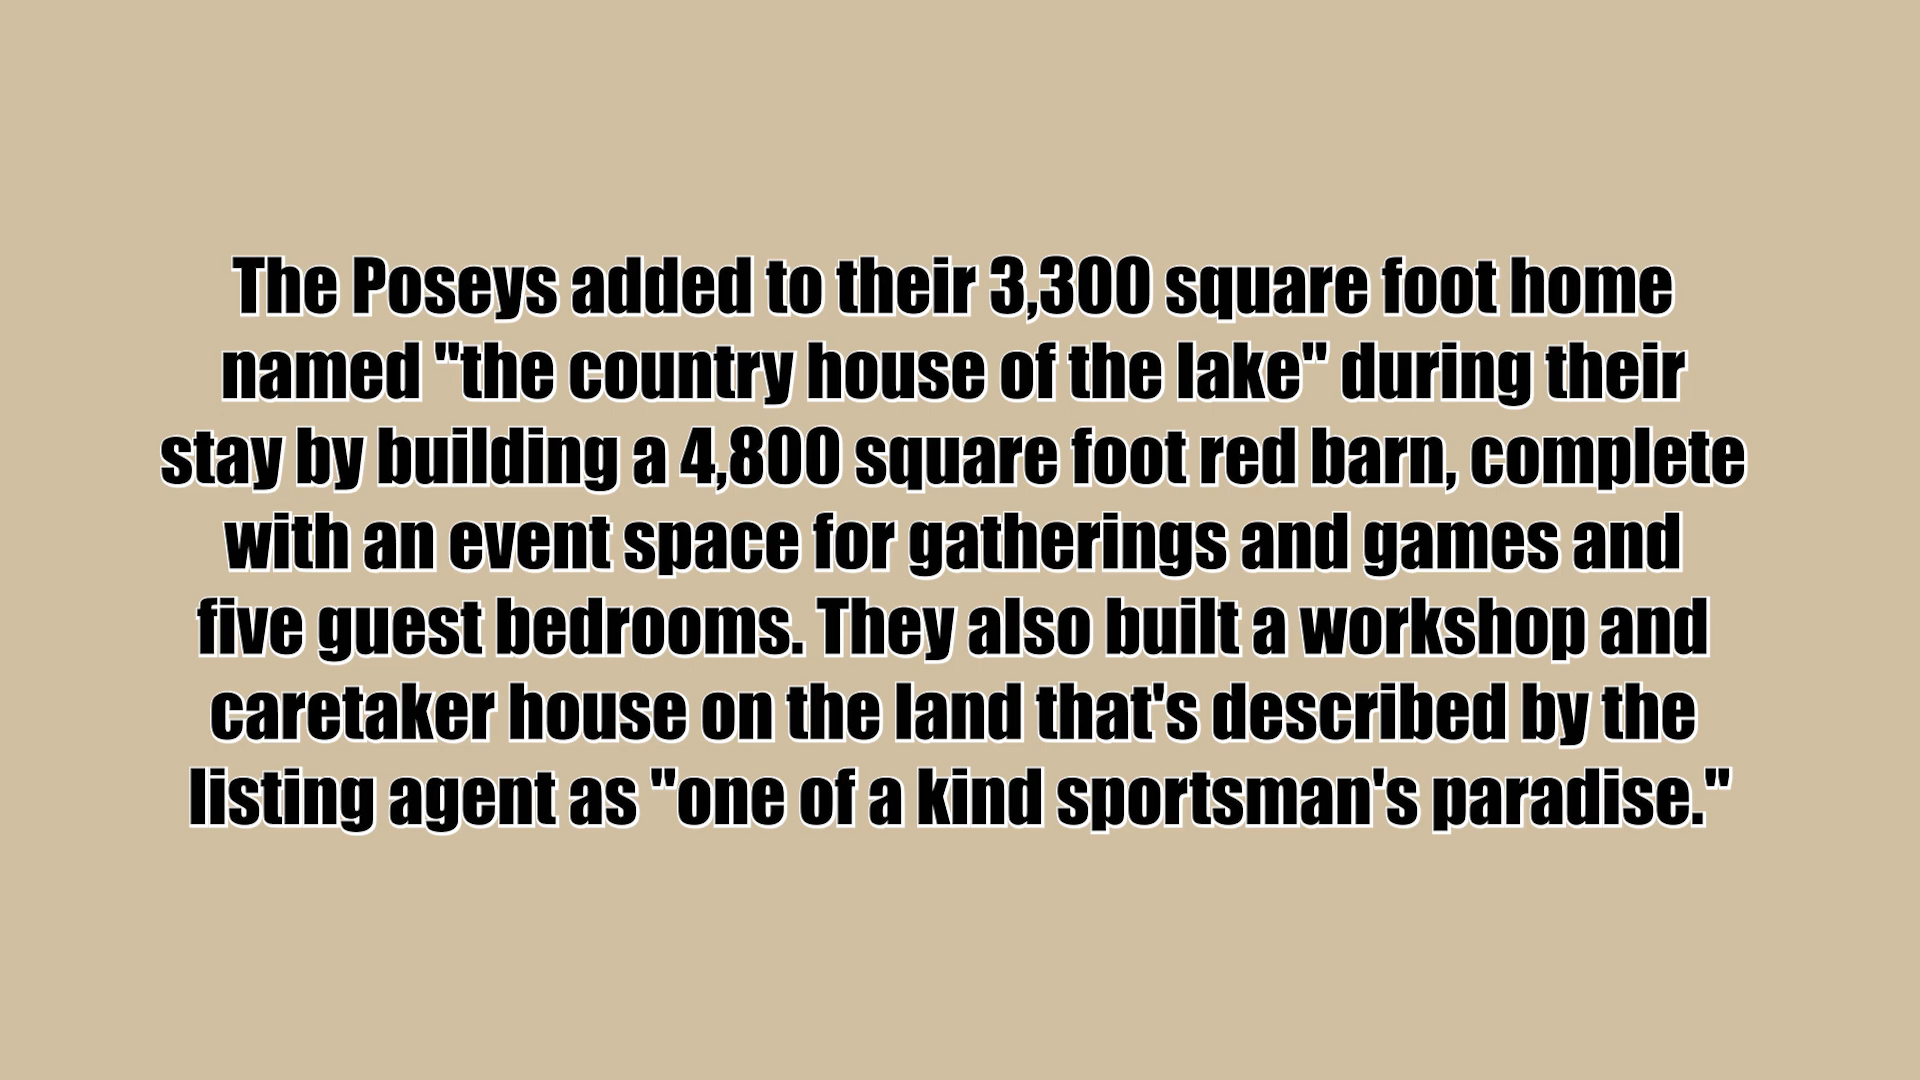 The Poseys added to their 3,300 square foot home
named "the country house of the lake" during their
stay by building a 4,800 square foot red barn, complete
with an event space for gatherings and games and
five guest bedrooms. They also built a workshop and
caretaker house on the land that's described by the
listing agent as "one of a kind sportsman's paradise."